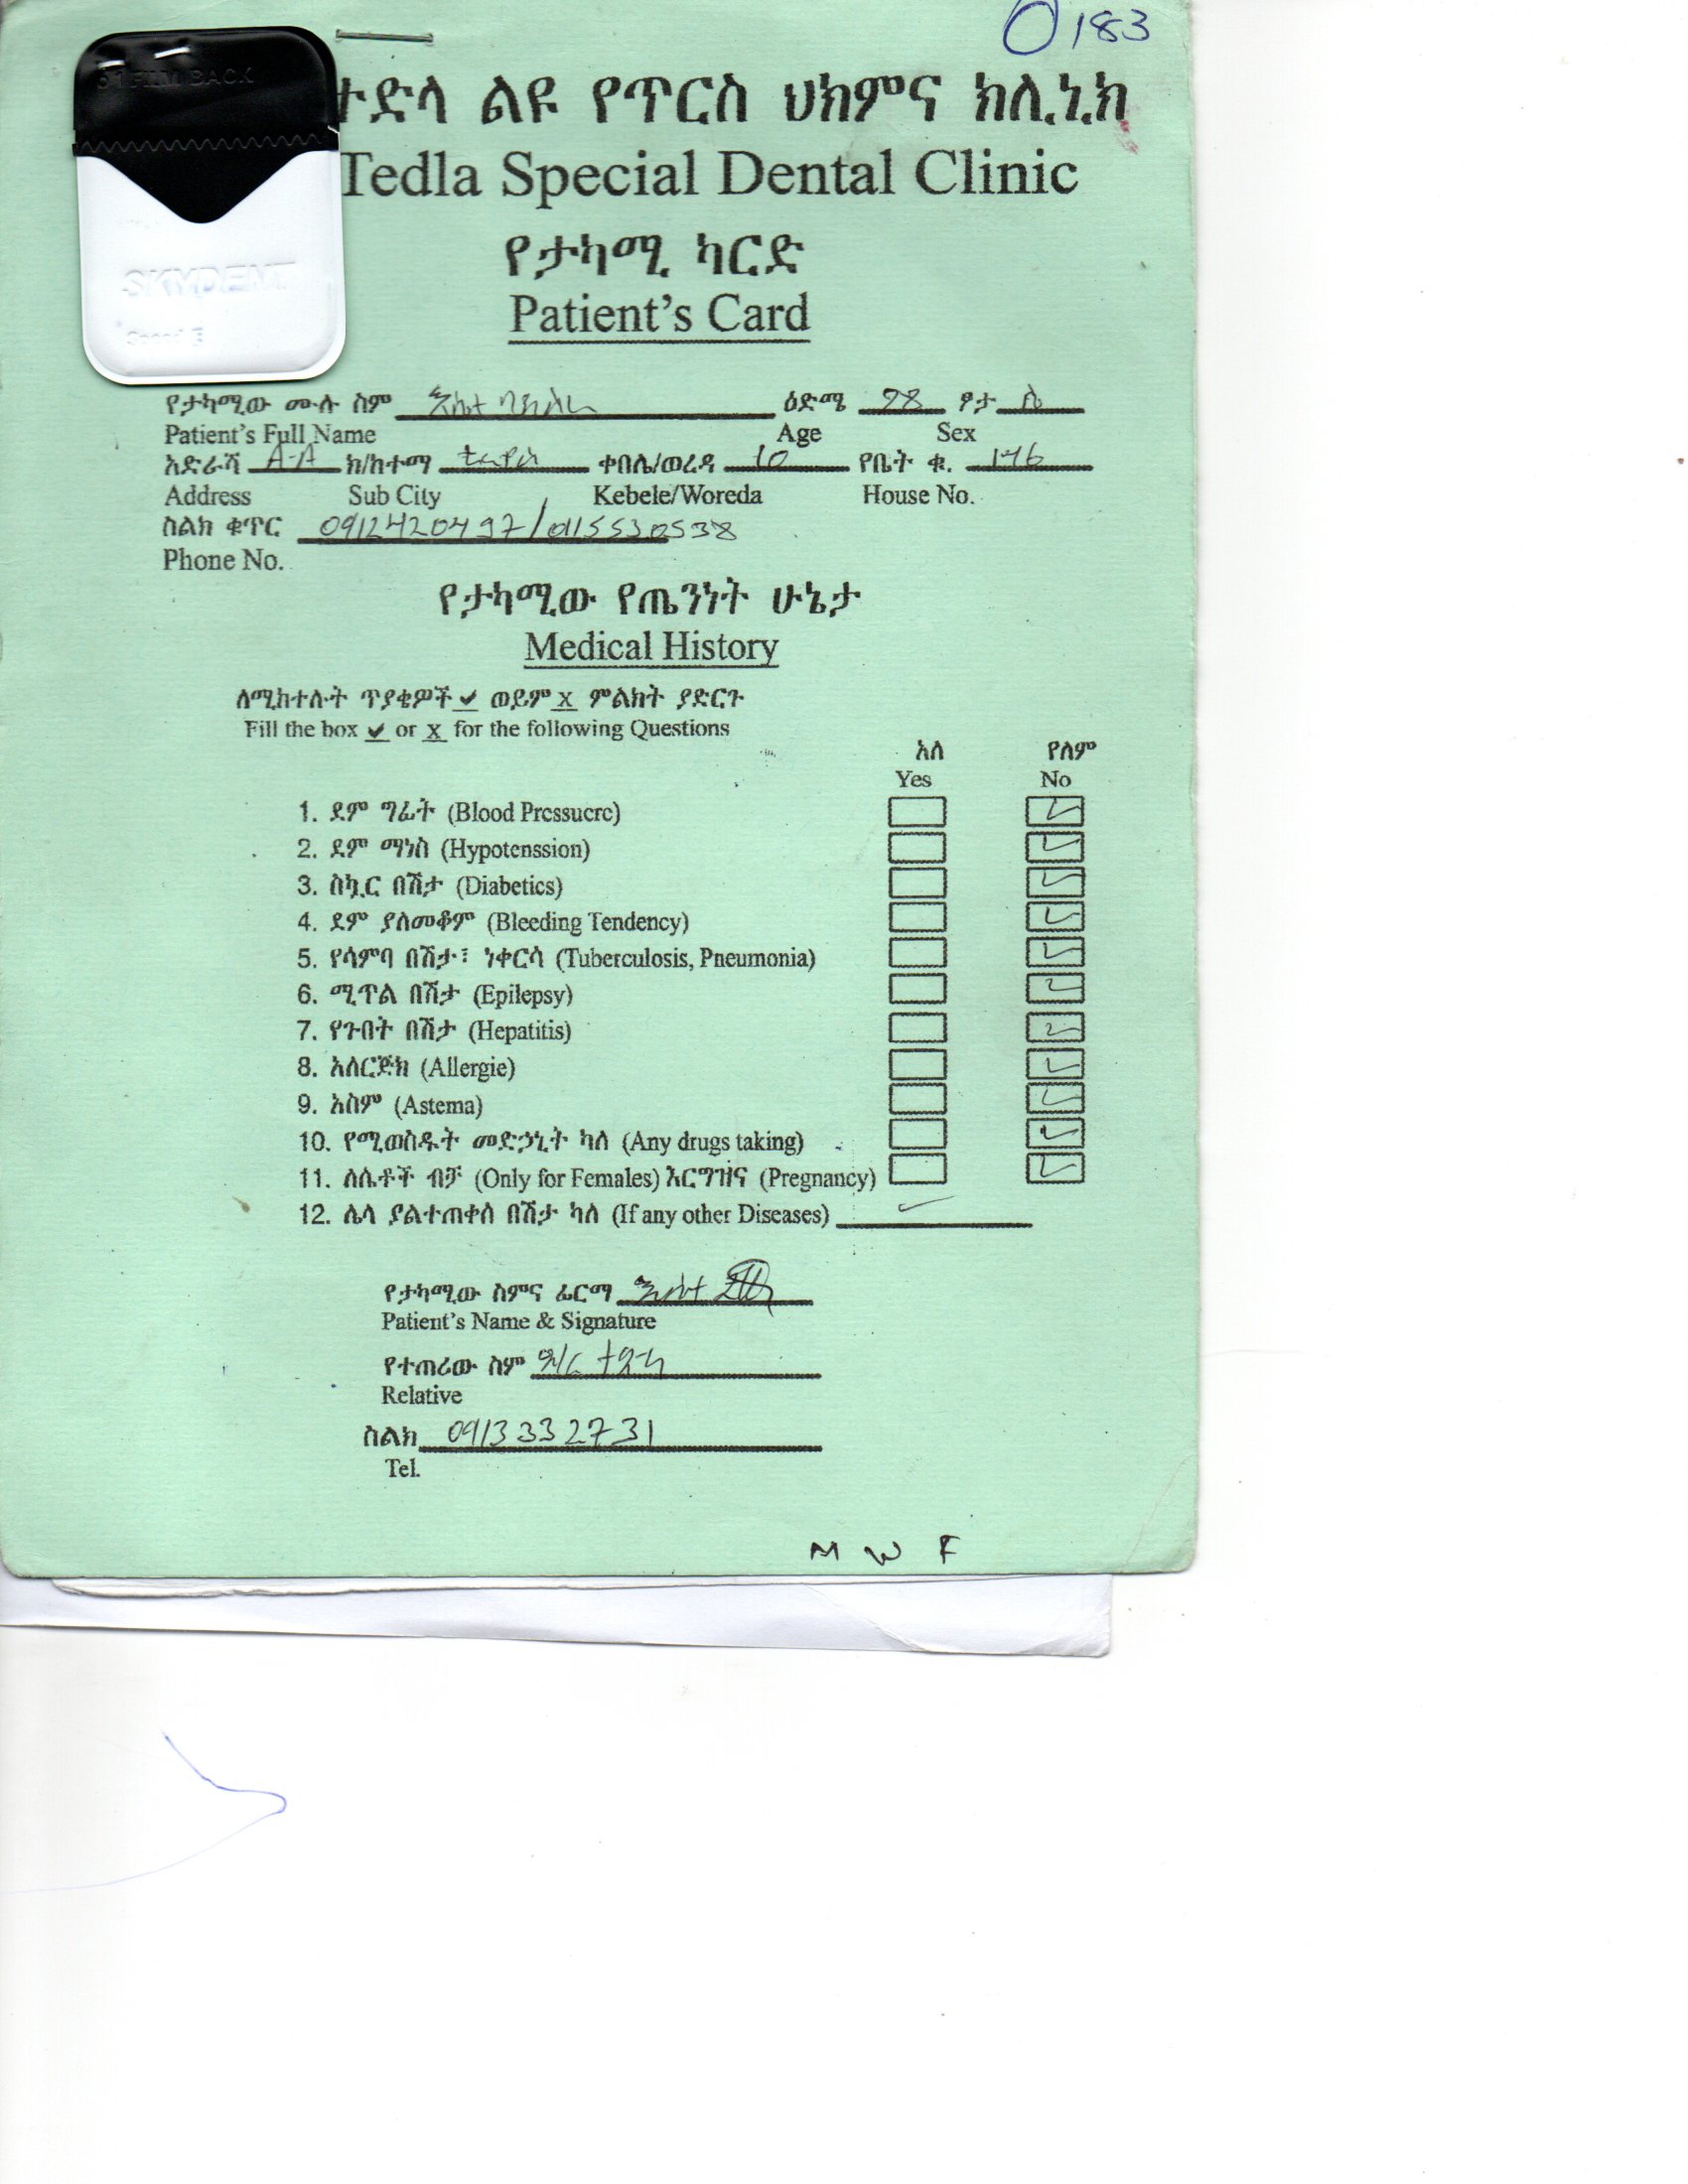 0183
FILM BACK
ተድላ ልዩ የጥርስ ህክምና ክሊኒክ
Tedla Special Dental Clinic
SKYDENT
Speed E
የታካሚ ካርድ
Patient's Card
የታካሚው ሙሉ ስም ዕድሜ 28 ፆታ ሴ
Patient's Full Name Age Sex
አድራሻ A-A ክ/ከተማ ቀበሌ/ወረዳ 10 የቤት ቁ. 146
Address Sub City Kebele/Woreda House No.
ስልክ ቁጥር 0912420497/0115530538
Phone No.
የታካሚው የጤንነት ሁኔታ
Medical History
ለሚከተሉት ጥያቄዎች ✔ ወይም x ምልክት ያድርጉ
Fill the box ✔ or x for the following Questions
አለ የለም
Yes No
1. ደም ግፊት (Blood Pressuere) ✓
2. ደም ማነስ (Hypotenssion) ✓
3. ስኳር በሽታ (Diabetics) ✓
4. ደም ያለመቆም (Bleeding Tendency) ✓
5. የሳምባ በሽታ፣ ነቀርሳ (Tuberculosis, Pneumonia) ✓
6. ሚጥል በሽታ (Epilepsy) ✓
7. የጉበት በሽታ (Hepatitis) ✓
8. አለርጅክ (Allergie) ✓
9. አስም (Astema) ✓
10. የሚወስዱት መድኃኒት ካለ (Any drugs taking) ✓
11. ለሴቶች ብቻ (Only for Females) እርግዝና (Pregnancy) ✓
12. ሌላ ያልተጠቀሰ በሽታ ካለ (If any other Diseases) ✓
የታካሚው ስምና ፊርማ
Patient's Name & Signature
የተጠሪው ስም
Relative
ስልክ 0913332731
Tel.
M W F